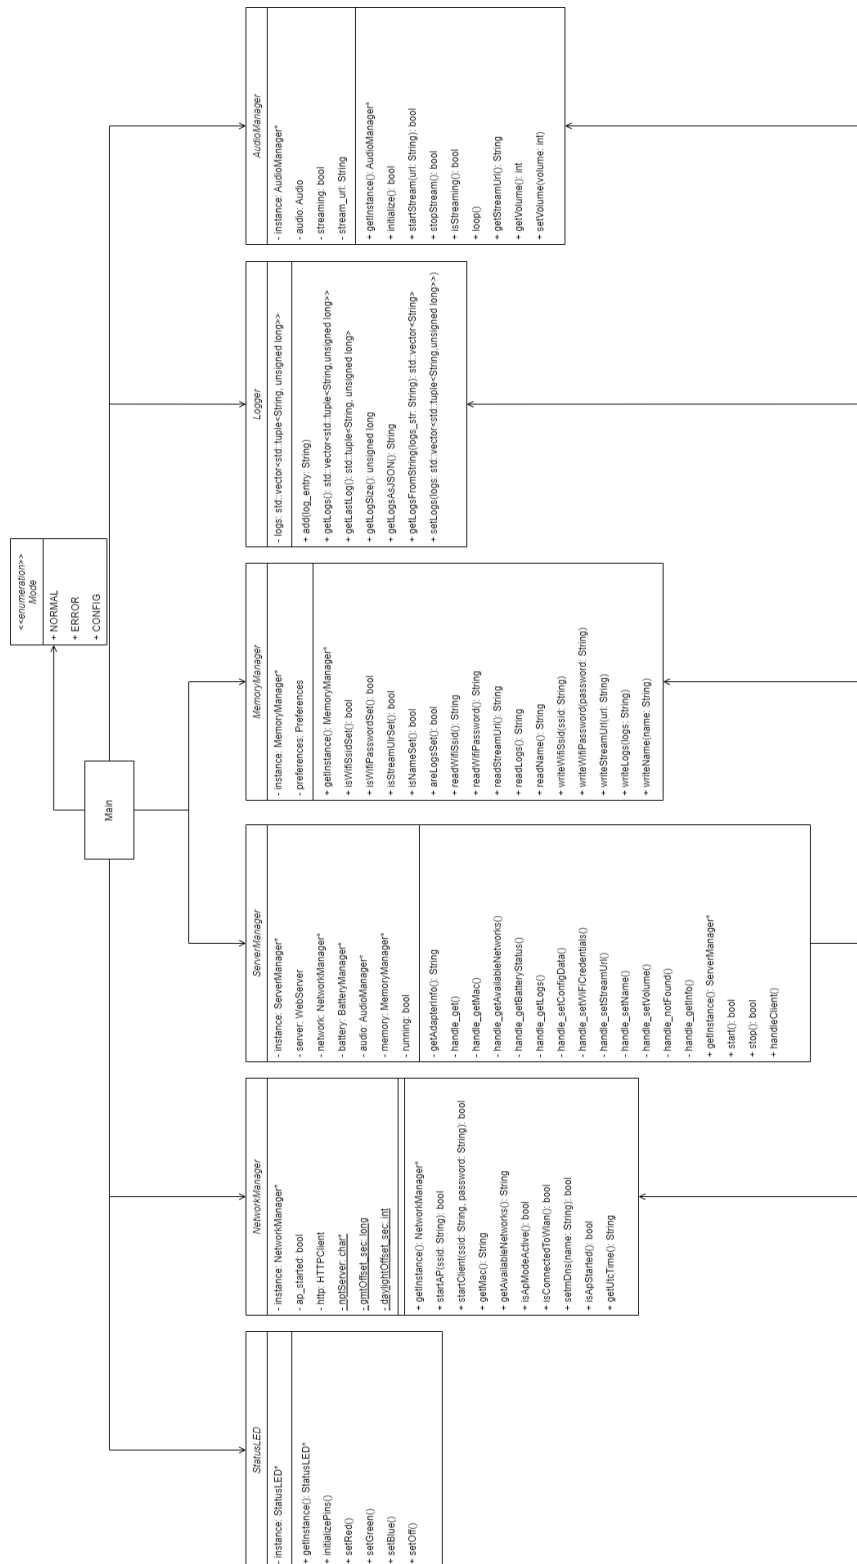 <<enumeration>>
Mode
+ NORMAL
+ ERROR
+ CONFIG
Main
StatusLED
- instance: StatusLED*
+ getInstance(): StatusLED*
+ initializePins()
+ setRed()
+ setGreen()
+ setBlue()
+ setOff()
NetworkManager
- instance: NetworkManager*
- ap_started: bool
- http: HTTPClient
- nptServer: char*
- gmtOffset_sec: long
- daylightOffset_sec: int
+ getInstance(): NetworkManager*
+ startAP(ssid: String): bool
+ startClient(ssid: String, password: String): bool
+ getMac(): String
+ getAvailableNetworks(): String
+ isApModeActive(): bool
+ isConnectedToWlan(): bool
+ setmDns(name: String): bool
+ isApStarted(): bool
+ getUtcTime(): String
ServerManager
- instance: ServerManager*
- server: WebServer
- network: NetworkManager*
- battery: BatteryManager*
- audio: AudioManager*
- memory: MemoryManager*
- running: bool
- getAdapterInfo(): String
- handle_get()
- handle_getMac()
- handle_getAvailableNetworks()
- handle_getBatteryStatus()
- handle_getLogs()
- handle_setConfigData()
- handle_setWiFiCredentials()
- handle_setStreamUrl()
- handle_setName()
- handle_setVolume()
- handle_notFound()
- handle_getInfo()
+ getInstance(): ServerManager*
+ start(): bool
+ stop(): bool
+ handleClient()
MemoryManager
- instance: MemoryManager*
- preferences: Preferences
+ getInstance(): MemoryManager*
+ isWifiSsidSet(): bool
+ isWifiPasswordSet(): bool
+ isStreamUlrSet(): bool
+ isNameSet(): bool
+ areLogsSet(): bool
+ readWifiSsid(): String
+ readWifiPassword(): String
+ readStreamUrl(): String
+ readLogs(): String
+ readName(): String
+ writeWifiSsid(ssid: String)
+ writeWifiPassword(password: String)
+ writeStreamUrl(url: String)
+ writeLogs(logs: String)
+ writeName(name: String)
Logger
- logs: std::vector<std::tuple<String, unsigned long>>
+ add(log_entry: String)
+ getLogs(): std::vector<std::tuple<String,unsigned long>>
+ getLastLog(): std::tuple<String, unsigned long>
+ getLogSize(): unsigned long
+ getLogsAsJSON(): String
+ getLogsFromString(logs_str: String): std::vector<String>
+ setLogs(logs: std::vector<std::tuple<String,unsigned long>>)
AudioManager
- instance: AudioManager*
- audio: Audio
- streaming: bool
- stream_url: String
+ getInstance(): AudioManager*
+ initialize(): bool
+ startStream(url: String): bool
+ stopStream(): bool
+ isStreaming(): bool
+ loop()
+ getStreamUrl(): String
+ getVolume(): int
+ setVolume(volume: int)